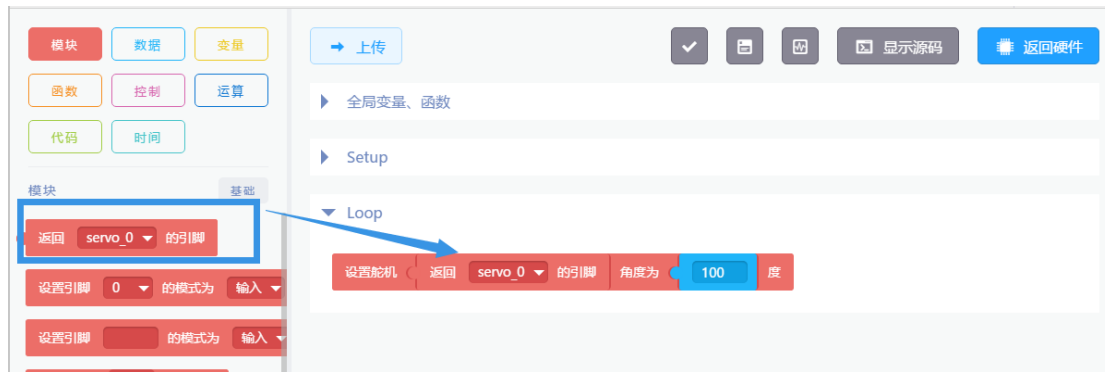 模块 数据 变量
函数 控制 运算
代码 时间
模块 基础
返回 servo_0 的引脚
设置引脚 0 的模式为 输入
设置引脚 的模式为 输入
上传 显示源码 返回硬件
全局变量、函数
Setup
Loop
设置舵机 返回 servo_0 的引脚 角度为 100 度